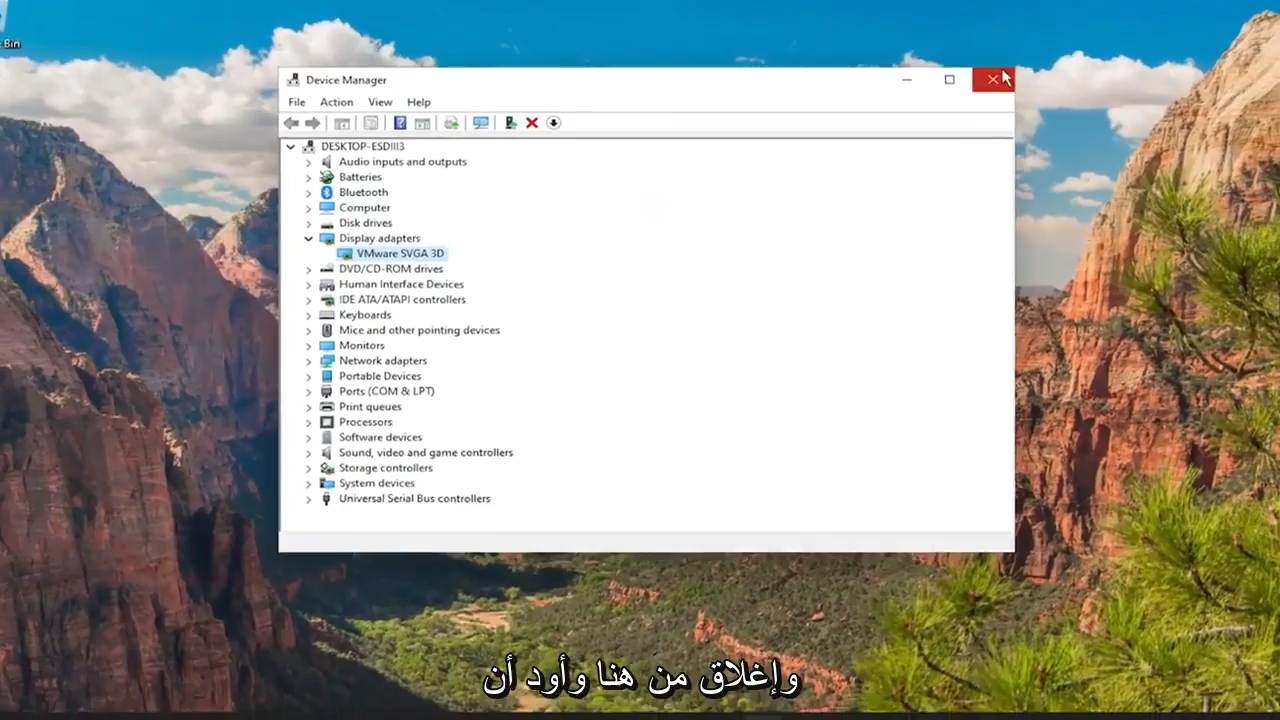 Bin
Device Manager
File Action View Help
DESKTOP-ESDIII3
Audio inputs and outputs
Batteries
Bluetooth
Computer
Disk drives
Display adapters
VMware SVGA 3D
DVD/CD-ROM drives
Human Interface Devices
IDE ATA/ATAPI controllers
Keyboards
Mice and other pointing devices
Monitors
Network adapters
Portable Devices
Ports (COM & LPT)
Print queues
Processors
Software devices
Sound, video and game controllers
Storage controllers
System devices
Universal Serial Bus controllers
وإغلاق من هنا وأود أن